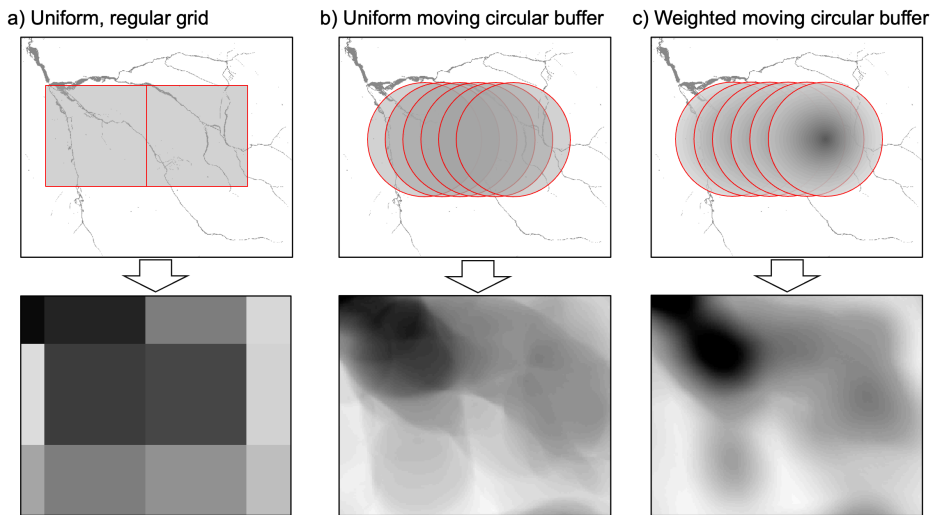 a) Uniform, regular grid
b) Uniform moving circular buffer
c) Weighted moving circular buffer